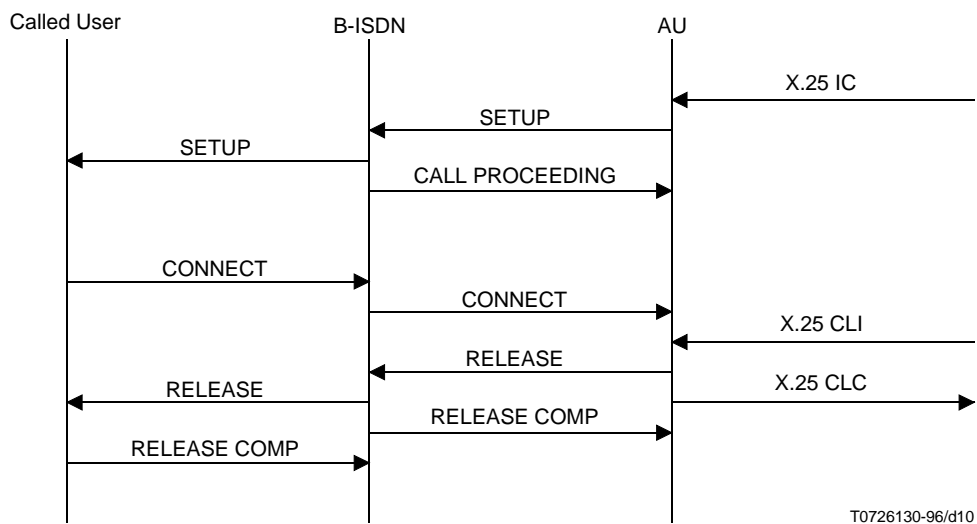 Called User
B-ISDN
AU
X.25 IC
SETUP
SETUP
CALL PROCEEDING
CONNECT
CONNECT
X.25 CLI
RELEASE
RELEASE
X.25 CLC
RELEASE COMP
RELEASE COMP
T0726130-96/d10